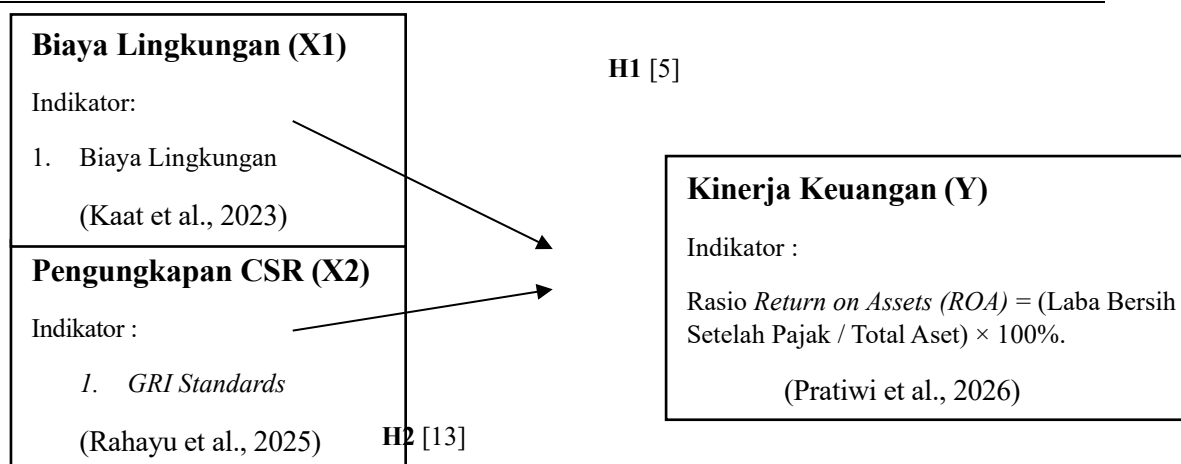 Biaya Lingkungan (X1)
Indikator:
1. Biaya Lingkungan
(Kaat et al., 2023)
Pengungkapan CSR (X2)
Indikator :
1. GRI Standards
(Rahayu et al., 2025)
H1 [5]
H2 [13]
Kinerja Keuangan (Y)
Indikator :
Rasio Return on Assets (ROA) = (Laba Bersih
Setelah Pajak / Total Aset) × 100%.
(Pratiwi et al., 2026)